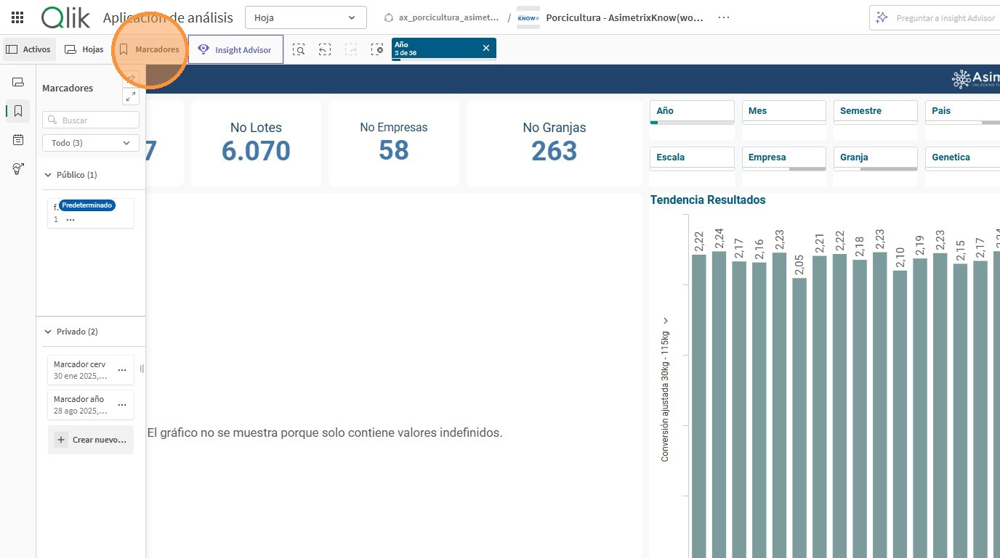 Qlik
Aplicación de análisis
Hoja
ax_porcicultura_asimet...
/
KNOW
Porcicultura - AsimetrixKnow(wo...
Preguntar a Insight Advisor
Activos
Hojas
Marcadores
Insight Advisor
Año
3 de 36
Marcadores
Buscar
Todo (3)
Público (1)
f.
Predeterminado
1
Privado (2)
Marcador cerv
30 ene 2025,...
Marcador año
28 ago 2025,...
Crear nuevo...
Asim
UNLOCKING TH
7
No Lotes
6.070
No Empresas
58
No Granjas
263
Año
Mes
Semestre
Pais
Escala
Empresa
Granja
Genetica
El gráfico no se muestra porque solo contiene valores indefinidos.
Tendencia Resultados
Conversión ajustada 30kg - 115kg
2,22
2,24
2,17
2,16
2,23
2,05
2,21
2,22
2,18
2,23
2,10
2,19
2,23
2,15
2,17